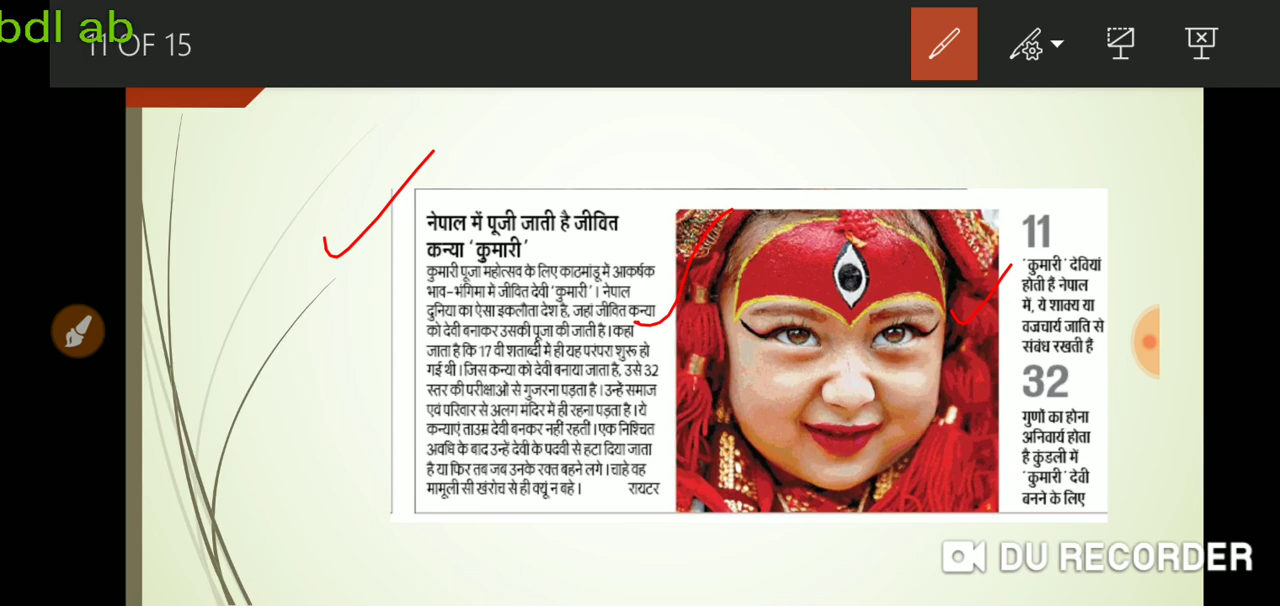 bdl ab
11 OF 15
नेपाल में पूजी जाती है जीवित
कन्या 'कुमारी'
कुमारी पूजा महोत्सव के लिए काटमांडू में आकर्षक
भाव-भंगिमा में जीवित देवी 'कुमारी'। नेपाल
दुनिया का ऐसा इकलौता देश है, जहां जीवित कन्या
को देवी बनाकर उसकी पूजा की जाती है। कहा
जाता है कि 17 वी शताब्दी में ही यह परंपरा शुरू हो
गई थी। जिस कन्या को देवी बनाया जाता है, उसे 32
स्तर की परीक्षाओं से गुजरना पड़ता है। उन्हें समाज
एवं परिवार से अलग मंदिर में ही रहना पड़ता है। ये
कन्याएं ताउम्र देवी बनकर नहीं रहती। एक निश्चित
अवधि के बाद उन्हें देवी के पदवी से हटा दिया जाता
है या फिर तब जब उनके रक्त बहने लगे। चाहे वह
मामूली सी खंरोच से ही क्यूं न बहे। रायटर
11
'कुमारी' देवियां
होती हैं नेपाल
में, ये शाक्य या
वज्रचार्य जाति से
संबंध रखती हैं
32
गुणों का होना
अनिवार्य होता
है कुंडली में
'कुमारी' देवी
बनने के लिए
DU RECORDER